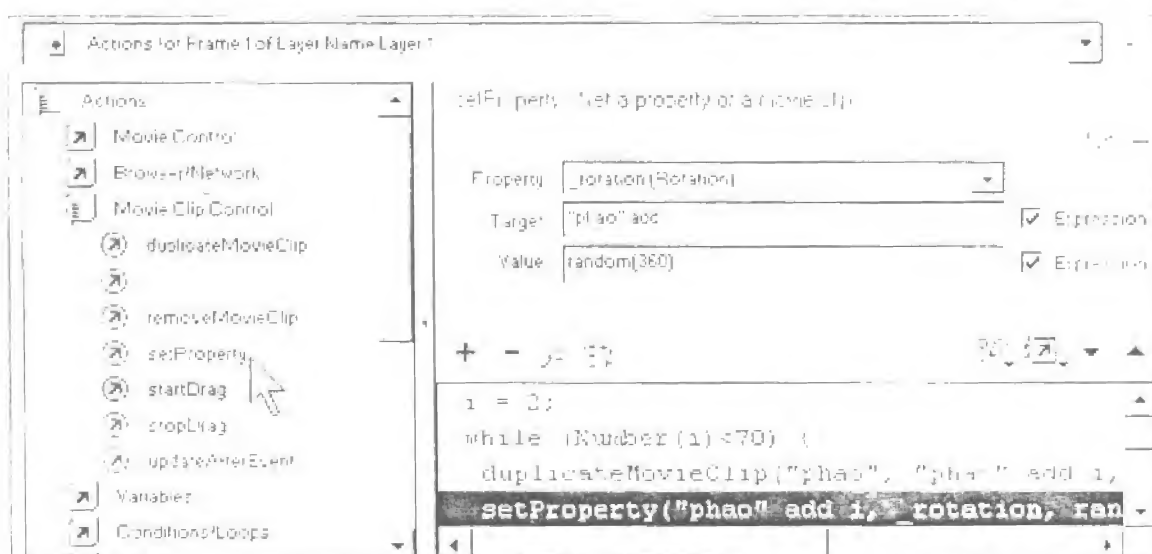 Actions for Frame 1 of Layer Name Layer 1
Actions
Movie Control
Browser/Network
Movie Clip Control
duplicateMovieClip
removeMovieClip
setProperty
startDrag
stopDrag
updateAfterEvent
Variables
Conditions/Loops
setProperty : Set a property of a movie clip
Property _rotation (Rotation)
Target "phao" add Expression
Value random(360) Expression
i = 2;
while (Number(i)<70) {
duplicateMovieClip("phao", "phao" add i,
setProperty("phao" add i, _rotation, ran